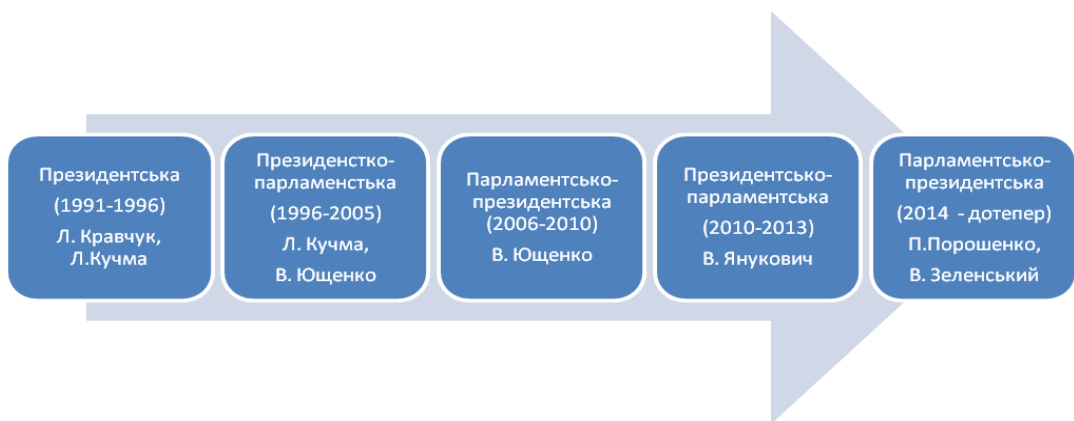 Президентська
(1991-1996)
Л. Кравчук,
Л.Кучма
Президенстко-
парламенстька
(1996-2005)
Л. Кучма,
В. Ющенко
Парламентсько-
президентська
(2006-2010)
В. Ющенко
Президентсько-
парламентська
(2010-2013)
В. Янукович
Парламентсько-
президентська
(2014 - дотепер)
П.Порошенко,
В. Зеленський